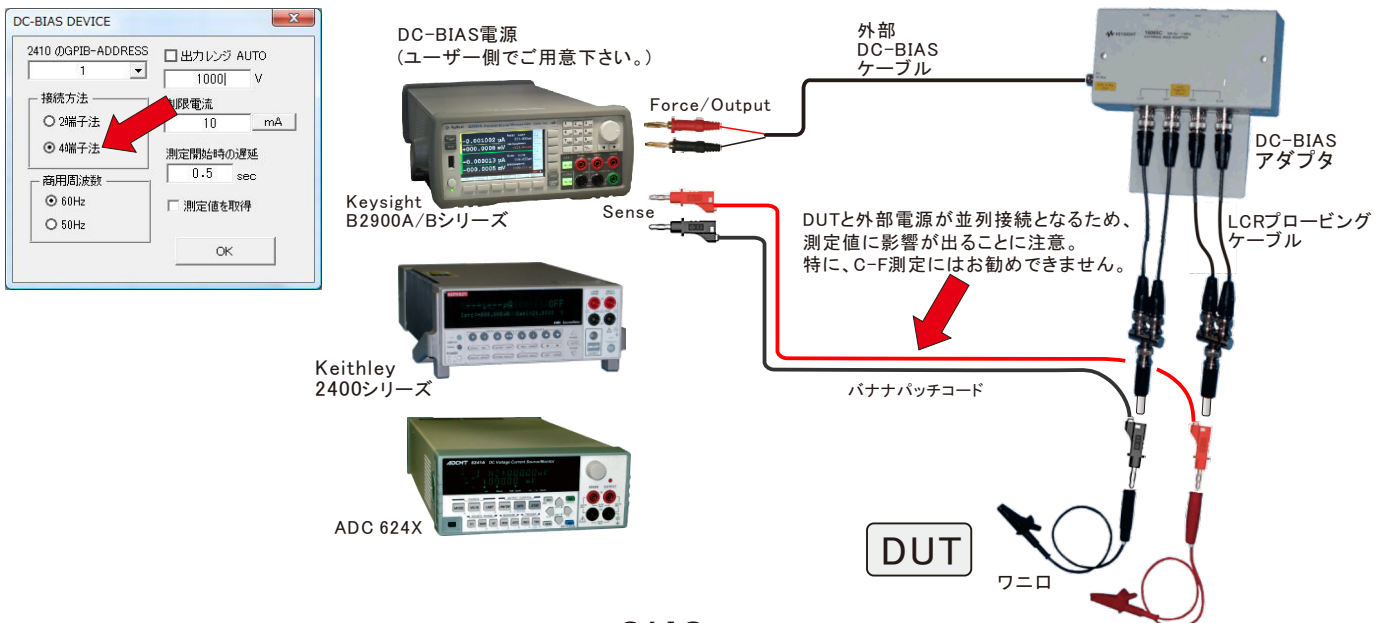 DC-BIAS DEVICE
2410 のGPIB-ADDRESS
1
接続方法
2端子法
4端子法
商用周波数
60Hz
50Hz
出力レンジ AUTO
1000 V
制限電流
10 mA
測定開始時の遅延
0.5 sec
測定値を取得
OK
DC-BIAS電源
(ユーザー側でご用意下さい。)
Keysight
B2900A/Bシリーズ
Keithley
2400シリーズ
ADC 624X
Force/Output
Sense
外部
DC-BIAS
ケーブル
KEYSIGHT
DC-BIAS
アダプタ
LCRプロービング
ケーブル
DUTと外部電源が並列接続となるため、
測定値に影響が出ることに注意。
特に、C-F測定にはお勧めできません。
バナナパッチコード
DUT
ワニ口